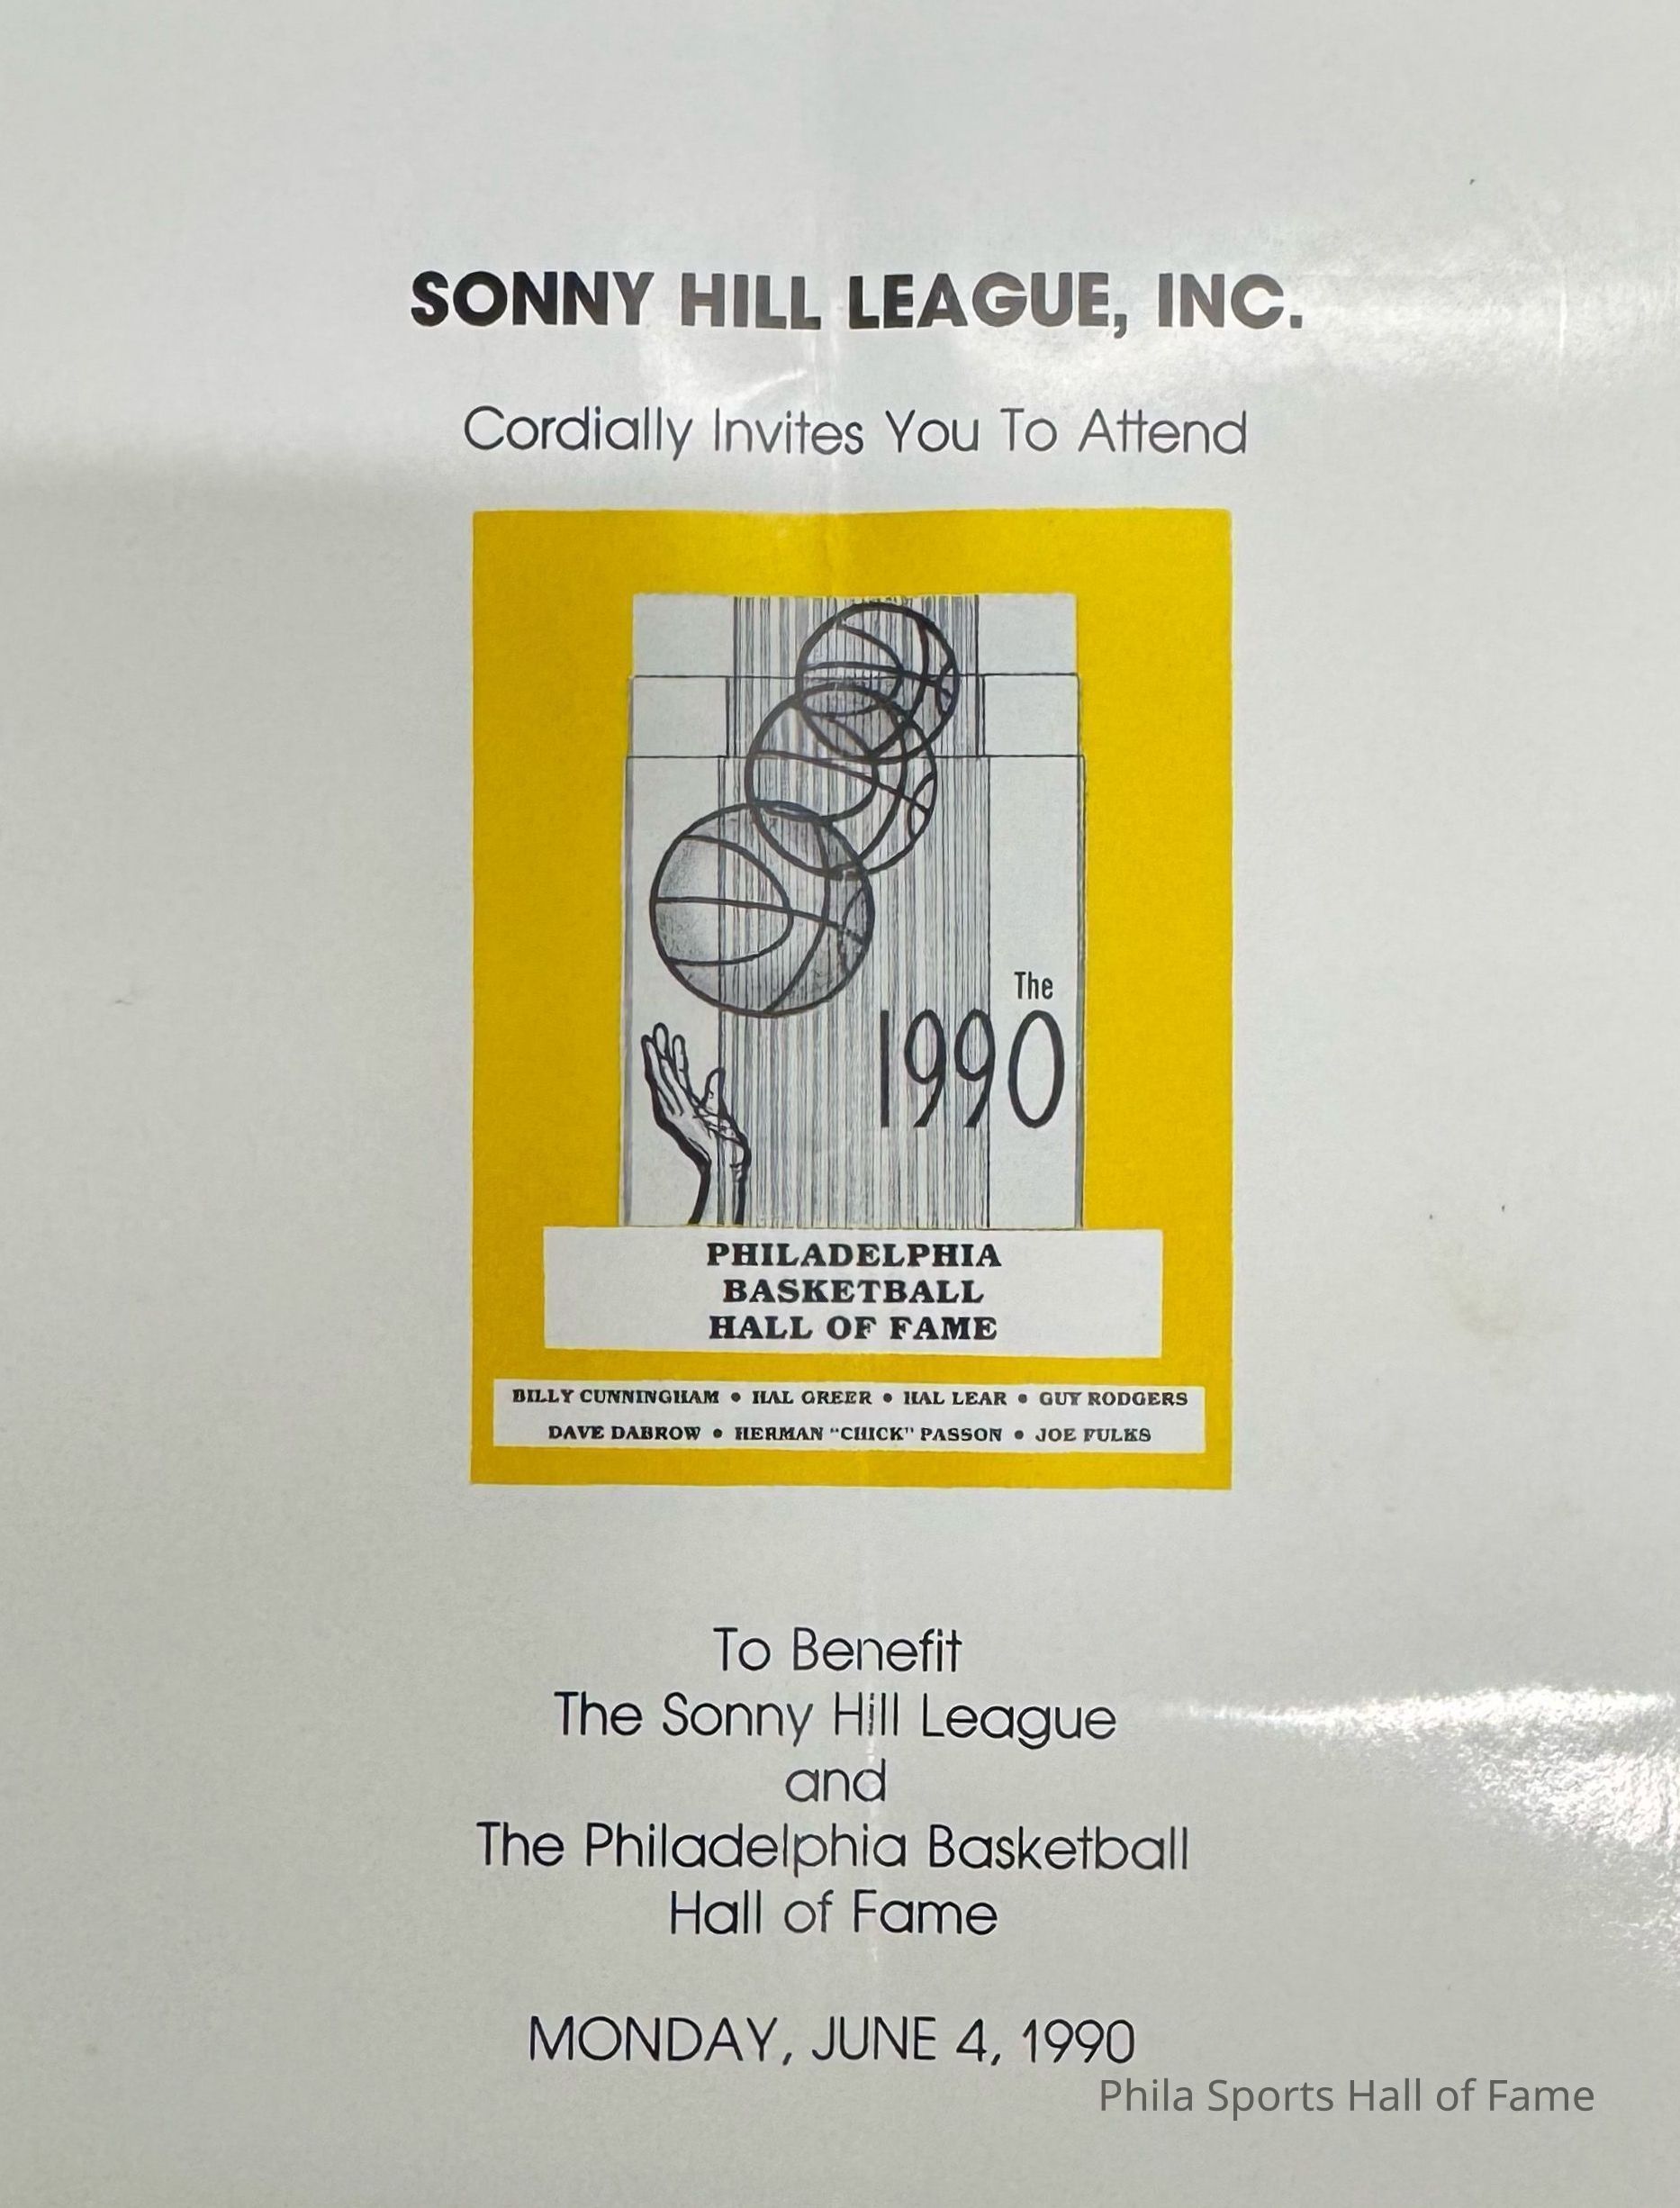 SONNY HILL LEAGUE, INC.
Cordially Invites You To Attend
The
1990
PHILADELPHIA
BASKETBALL
HALL OF FAME
BILLY CUNNINGHAM • HAL GREER • HAL LEAR • GUY RODGERS
DAVE DABROW • HERMAN "CHICK" PASSON • JOE FULKS
To Benefit
The Sonny Hill League
and
The Philadelphia Basketball
Hall of Fame
MONDAY, JUNE 4, 1990
Phila Sports Hall of Fame